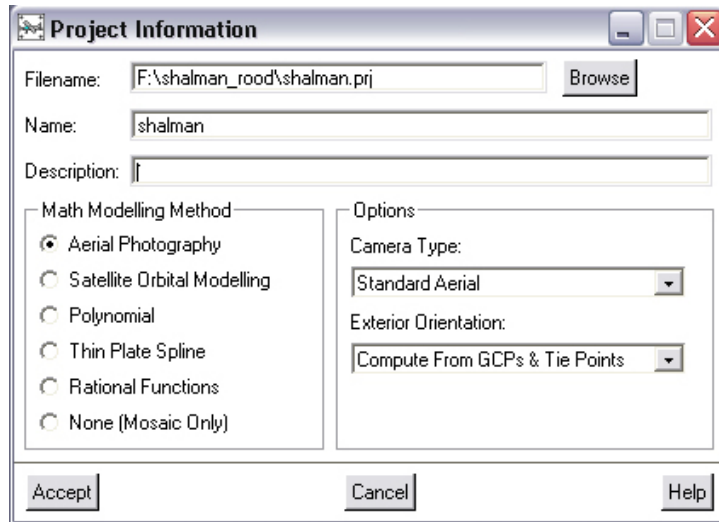 Project Information
Filename: F:\shalman_rood\shalman.prj Browse
Name: shalman
Description:
Math Modelling Method
Aerial Photography
Satellite Orbital Modelling
Polynomial
Thin Plate Spline
Rational Functions
None (Mosaic Only)
Options
Camera Type:
Standard Aerial
Exterior Orientation:
Compute From GCPs & Tie Points
Accept Cancel Help